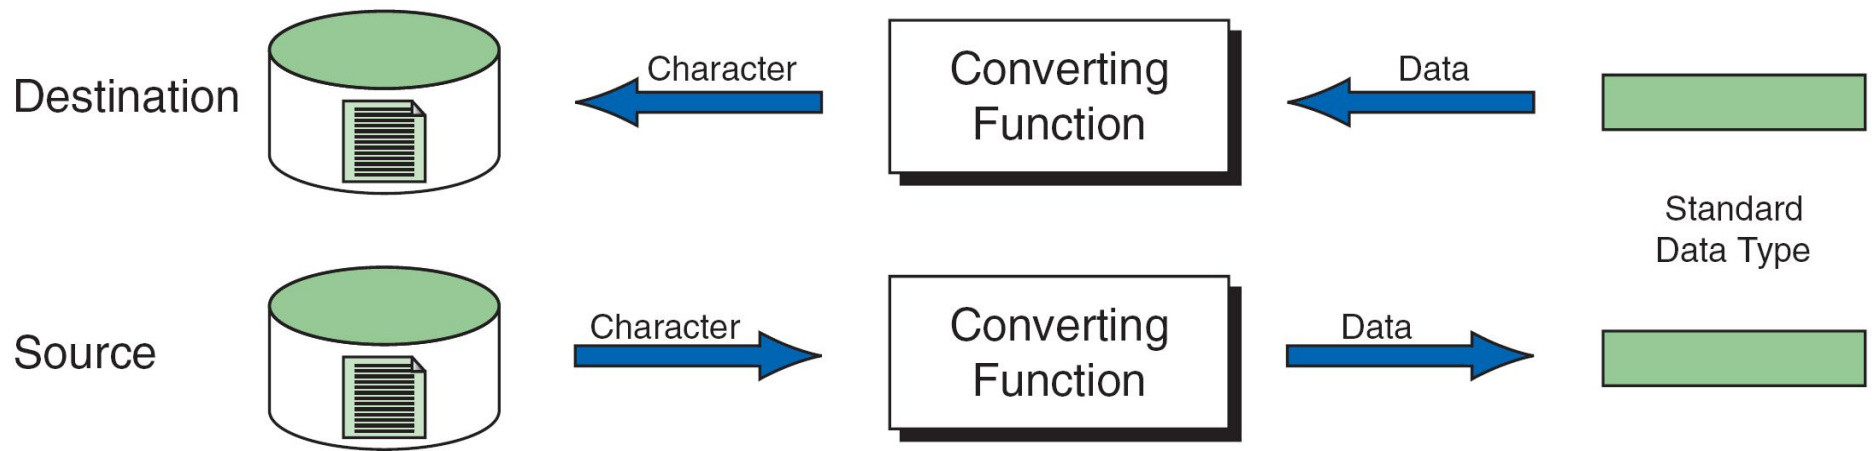 Destination
Character
Converting
Function
Data
Standard
Data Type
Source
Character
Converting
Function
Data